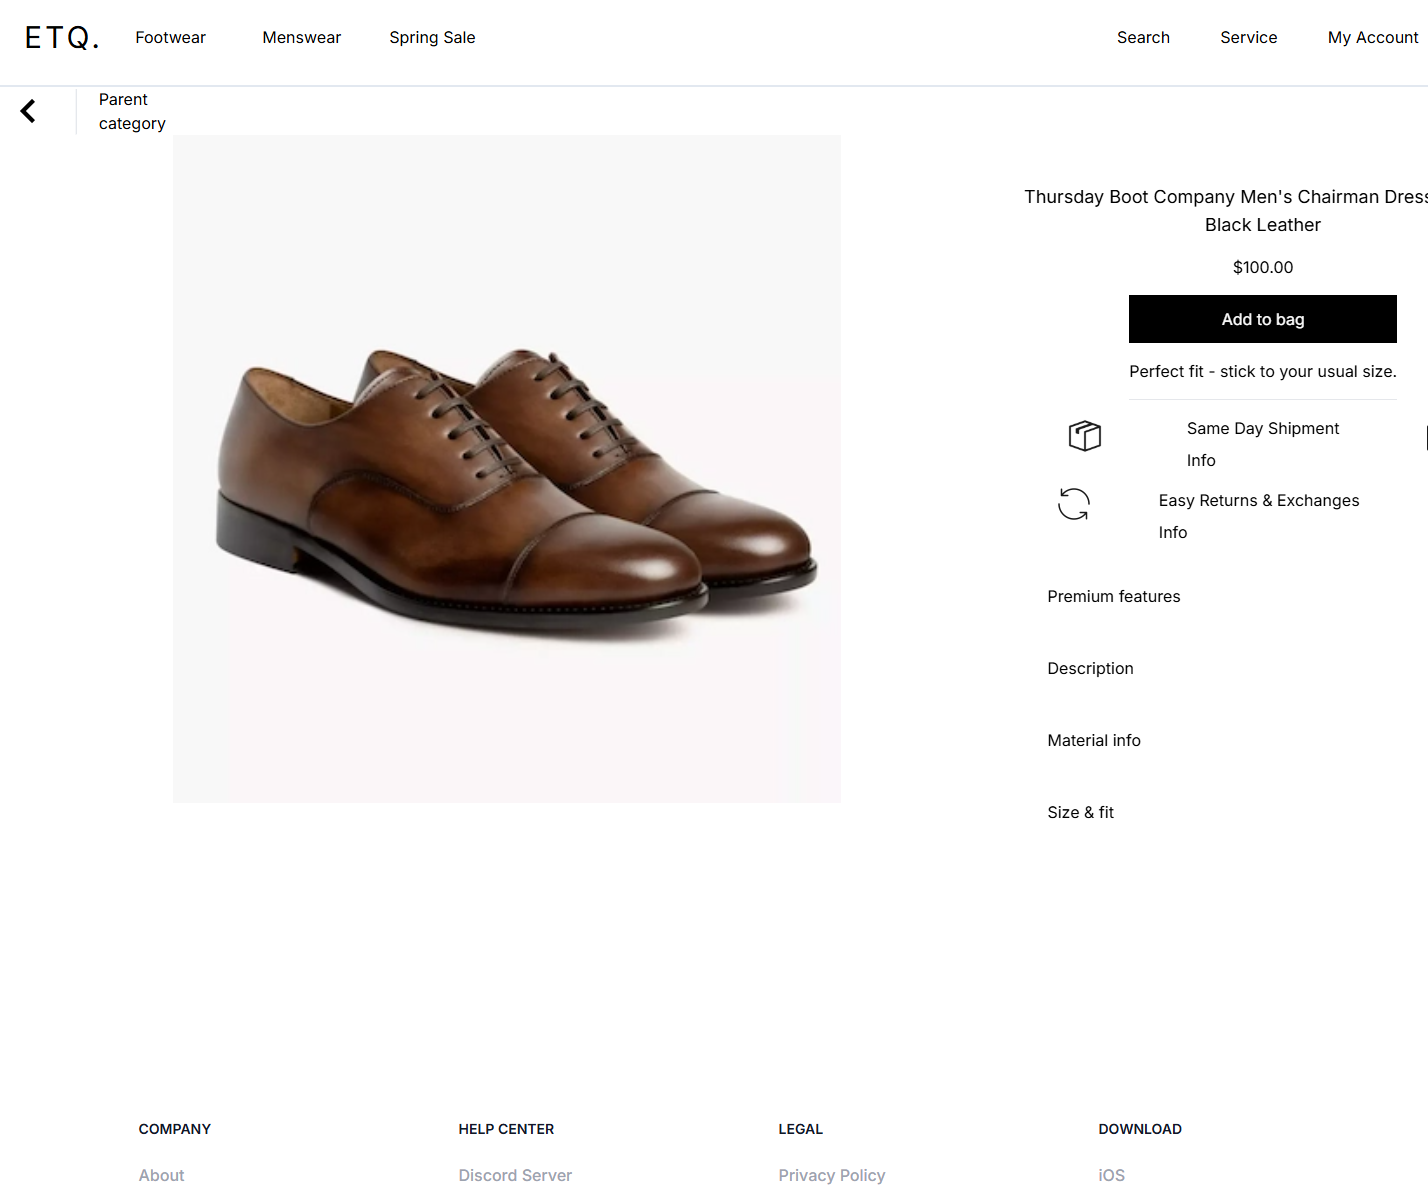 ETQ.
Footwear
Menswear
Spring Sale
Search
Service
My Account
Parent
category
Thursday Boot Company Men's Chairman Dress
Black Leather
$100.00
Add to bag
Perfect fit - stick to your usual size.
Same Day Shipment
Info
Easy Returns & Exchanges
Info
Premium features
Description
Material info
Size & fit
COMPANY
HELP CENTER
LEGAL
DOWNLOAD
About
Discord Server
Privacy Policy
iOS